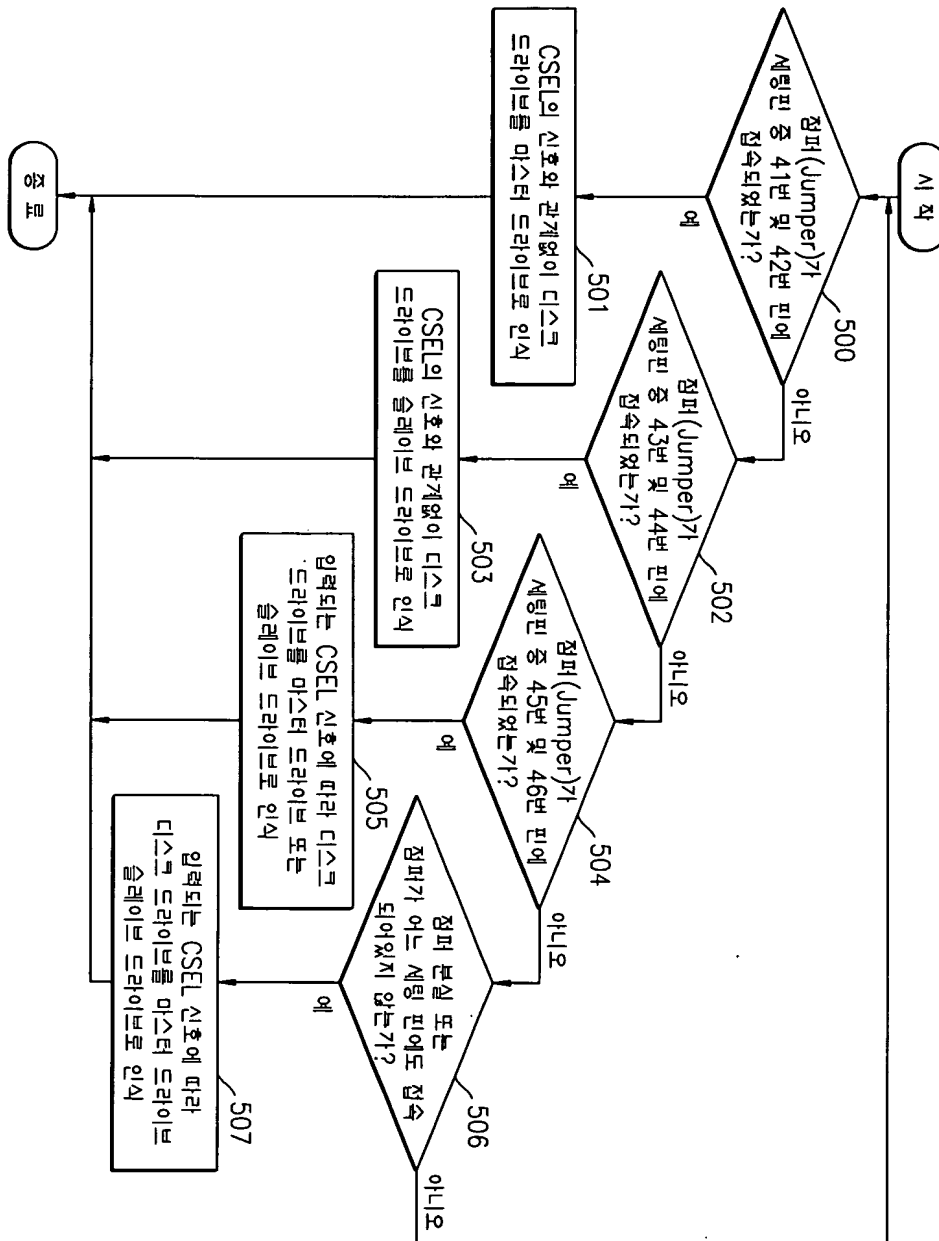 시 작
점퍼(Jumper)가
세팅핀 중 41번 및 42번 핀에
접속되었는가?
500
예
아니오
CSEL의 신호와 관계없이 디스크
드라이브를 마스터 드라이브로 인식
501
점퍼(Jumper)가
세팅핀 중 43번 및 44번 핀에
접속되었는가?
502
예
아니오
CSEL의 신호와 관계없이 디스크
드라이브를 슬레이브 드라이브로 인식
503
점퍼(Jumper)가
세팅핀 중 45번 및 46번 핀에
접속되었는가?
504
예
아니오
입력되는 CSEL 신호에 따라 디스크
드라이브를 마스터 드라이브 또는
슬레이브 드라이브로 인식
505
점퍼 분실 또는
점퍼가 어느 세팅 핀에도 접속
되어있지 않는가?
506
예
아니오
입력되는 CSEL 신호에 따라
디스크 드라이브를 마스터 드라이브
슬레이브 드라이브로 인식
507
종 료